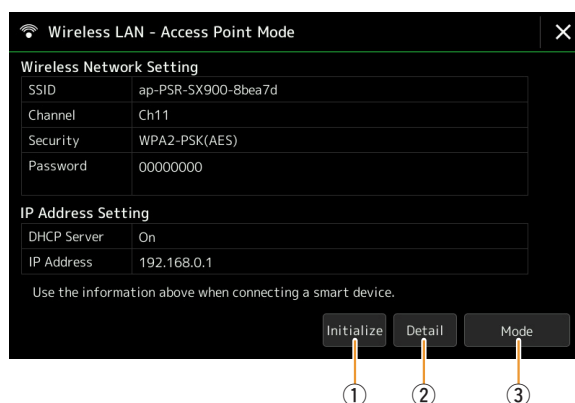 Wireless LAN - Access Point Mode
Wireless Network Setting
SSID ap-PSR-SX900-8bea7d
Channel Ch11
Security WPA2-PSK(AES)
Password 00000000
IP Address Setting
DHCP Server On
IP Address 192.168.0.1
Use the information above when connecting a smart device.
Initialize Detail Mode
① ② ③